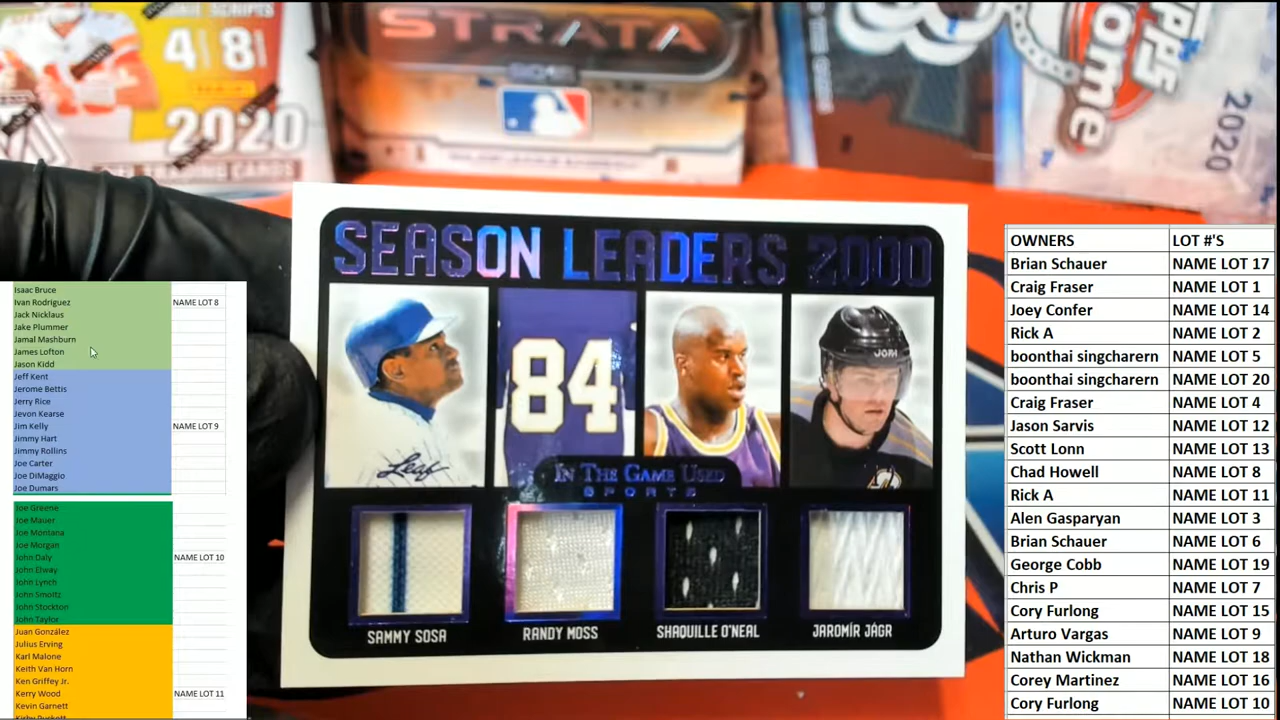 4 8
2020
TRADING CARDS
STRATA
2020
SEASON LEADERS 2000
84
JOFA
Leaf
IN THE GAME USED
SPORTS
SAMMY SOSA
RANDY MOSS
SHAQUILLE O'NEAL
JAROMÍR JÁGR
Isaac Bruce
Ivan Rodriguez NAME LOT 8
Jack Nicklaus
Jake Plummer
Jamal Mashburn
James Lofton
Jason Kidd
Jeff Kent
Jerome Bettis
Jerry Rice
Jevon Kearse
Jim Kelly NAME LOT 9
Jimmy Hart
Jimmy Rollins
Joe Carter
Joe DiMaggio
Joe Dumars
Joe Greene
Joe Mauer
Joe Montana
Joe Morgan
John Daly NAME LOT 10
John Elway
John Lynch
John Smoltz
John Stockton
John Taylor
Juan González
Julius Erving
Karl Malone
Keith Van Horn
Ken Griffey Jr.
Kerry Wood NAME LOT 11
Kevin Garnett
Kirby Puckett
OWNERS LOT #'S
Brian Schauer NAME LOT 17
Craig Fraser NAME LOT 1
Joey Confer NAME LOT 14
Rick A NAME LOT 2
boonthai singcharern NAME LOT 5
boonthai singcharern NAME LOT 20
Craig Fraser NAME LOT 4
Jason Sarvis NAME LOT 12
Scott Lonn NAME LOT 13
Chad Howell NAME LOT 8
Rick A NAME LOT 11
Alen Gasparyan NAME LOT 3
Brian Schauer NAME LOT 6
George Cobb NAME LOT 19
Chris P NAME LOT 7
Cory Furlong NAME LOT 15
Arturo Vargas NAME LOT 9
Nathan Wickman NAME LOT 18
Corey Martinez NAME LOT 16
Cory Furlong NAME LOT 10